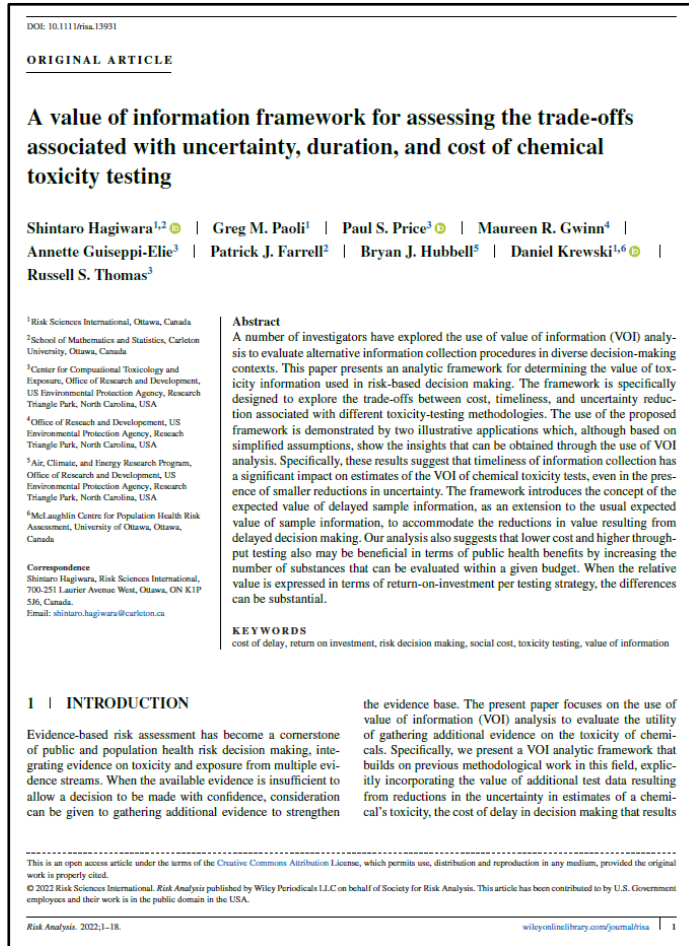 DOI: 10.1111/risa.13931
ORIGINAL ARTICLE
A value of information framework for assessing the trade-offs
associated with uncertainty, duration, and cost of chemical
toxicity testing
Shintaro Hagiwara1,2 | Greg M. Paoli1 | Paul S. Price3 | Maureen R. Gwinn4 |
Annette Guiseppi-Elie3 | Patrick J. Farrell2 | Bryan J. Hubbell5 | Daniel Krewski1,6 |
Russell S. Thomas3
1Risk Sciences International, Ottawa, Canada
2School of Mathematics and Statistics, Carleton
University, Ottawa, Canada
3Center for Compuational Toxicology and
Exposure, Office of Research and Development,
US Environmental Protection Agency, Research
Triangle Park, North Carolina, USA
4Office of Reseach and Developement, US
Environmental Protection Agency, Reseach
Triangle Park, North Carolina, USA
5Air, Climate, and Energy Research Program,
Office of Research and Development, US
Environmental Protection Agency, Research
Triangle Park, North Carolina, USA
6McLaughlin Centre for Population Health Risk
Assessment, University of Ottawa, Ottawa,
Canada
Correspondence
Shintaro Hagiwara, Risk Sciences International,
700-251 Laurier Avenue West, Ottawa, ON K1P
5J6, Canada.
Email: shintaro.hagiwara@carleton.ca
Abstract
A number of investigators have explored the use of value of information (VOI) analy-
sis to evaluate alternative information collection procedures in diverse decision-making
contexts. This paper presents an analytic framework for determining the value of tox-
icity information used in risk-based decision making. The framework is specifically
designed to explore the trade-offs between cost, timeliness, and uncertainty reduc-
tion associated with different toxicity-testing methodologies. The use of the proposed
framework is demonstrated by two illustrative applications which, although based on
simplified assumptions, show the insights that can be obtained through the use of VOI
analysis. Specifically, these results suggest that timeliness of information collection has
a significant impact on estimates of the VOI of chemical toxicity tests, even in the pres-
ence of smaller reductions in uncertainty. The framework introduces the concept of the
expected value of delayed sample information, as an extension to the usual expected
value of sample information, to accommodate the reductions in value resulting from
delayed decision making. Our analysis also suggests that lower cost and higher through-
put testing also may be beneficial in terms of public health benefits by increasing the
number of substances that can be evaluated within a given budget. When the relative
value is expressed in terms of return-on-investment per testing strategy, the differences
can be substantial.
KEYWORDS
cost of delay, return on investment, risk decision making, social cost, toxicity testing, value of information
1 | INTRODUCTION
Evidence-based risk assessment has become a cornerstone
of public and population health risk decision making, inte-
grating evidence on toxicity and exposure from multiple evi-
dence streams. When the available evidence is insufficient to
allow a decision to be made with confidence, consideration
can be given to gathering additional evidence to strengthen
the evidence base. The present paper focuses on the use of
value of information (VOI) analysis to evaluate the utility
of gathering additional evidence on the toxicity of chemi-
cals. Specifically, we present a VOI analytic framework that
builds on previous methodological work in this field, explic-
itly incorporating the value of additional test data resulting
from reductions in the uncertainty in estimates of a chemi-
cal's toxicity, the cost of delay in decision making that results
This is an open access article under the terms of the Creative Commons Attribution License, which permits use, distribution and reproduction in any medium, provided the original
work is properly cited.
© 2022 Risk Sciences International. Risk Analysis published by Wiley Periodicals LLC on behalf of Society for Risk Analysis. This article has been contributed to by U.S. Government
employees and their work is in the public domain in the USA.
Risk Analysis. 2022;1–18.
wileyonlinelibrary.com/journal/risa | 1